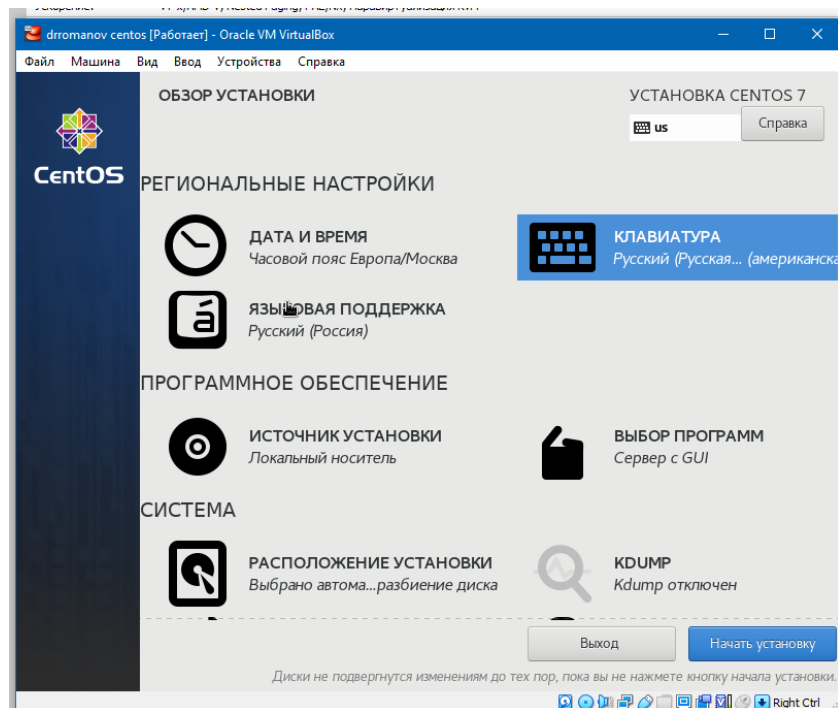 drromanov centos [Работает] - Oracle VM VirtualBox
Файл Машина Вид Ввод Устройства Справка
ОБЗОР УСТАНОВКИ
УСТАНОВКА CENTOS 7
us
Справка
CentOS
РЕГИОНАЛЬНЫЕ НАСТРОЙКИ
ДАТА И ВРЕМЯ
Часовой пояс Европа/Москва
КЛАВИАТУРА
Русский (Русская... (американска
ЯЗЫКОВАЯ ПОДДЕРЖКА
Русский (Россия)
ПРОГРАММНОЕ ОБЕСПЕЧЕНИЕ
ИСТОЧНИК УСТАНОВКИ
Локальный носитель
ВЫБОР ПРОГРАММ
Сервер с GUI
СИСТЕМА
РАСПОЛОЖЕНИЕ УСТАНОВКИ
Выбрано автома...разбиение диска
KDUMP
Kdump отключен
Выход
Начать установку
Диски не подвергнутся изменениям до тех пор, пока вы не нажмете кнопку начала установки.
Right Ctrl